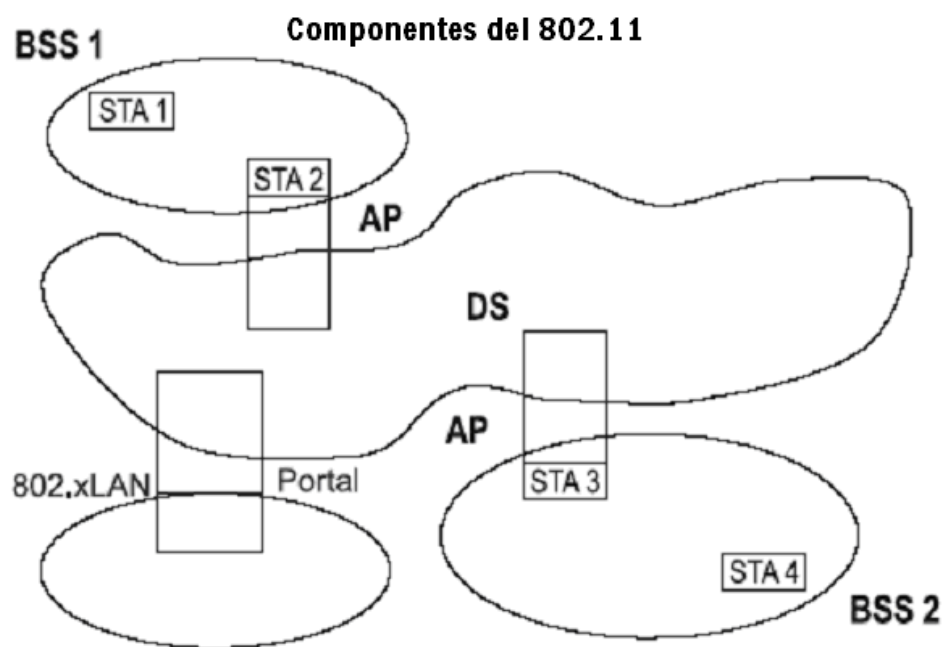 Componentes del 802.11
BSS 1
STA 1
STA 2
AP
DS
AP
802.xLAN
Portal
STA 3
STA 4
BSS 2